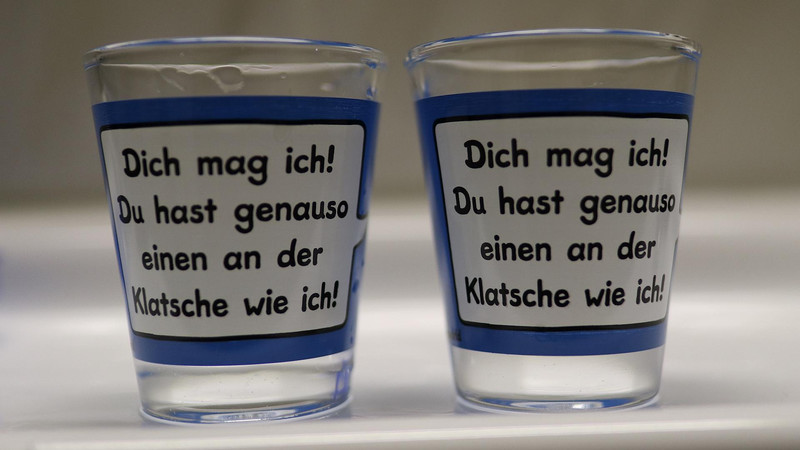 Dich mag ich!
Du hast genauso
einen an der
Klatsche wie ich!
Dich mag ich!
Du hast genauso
einen an der
Klatsche wie ich!